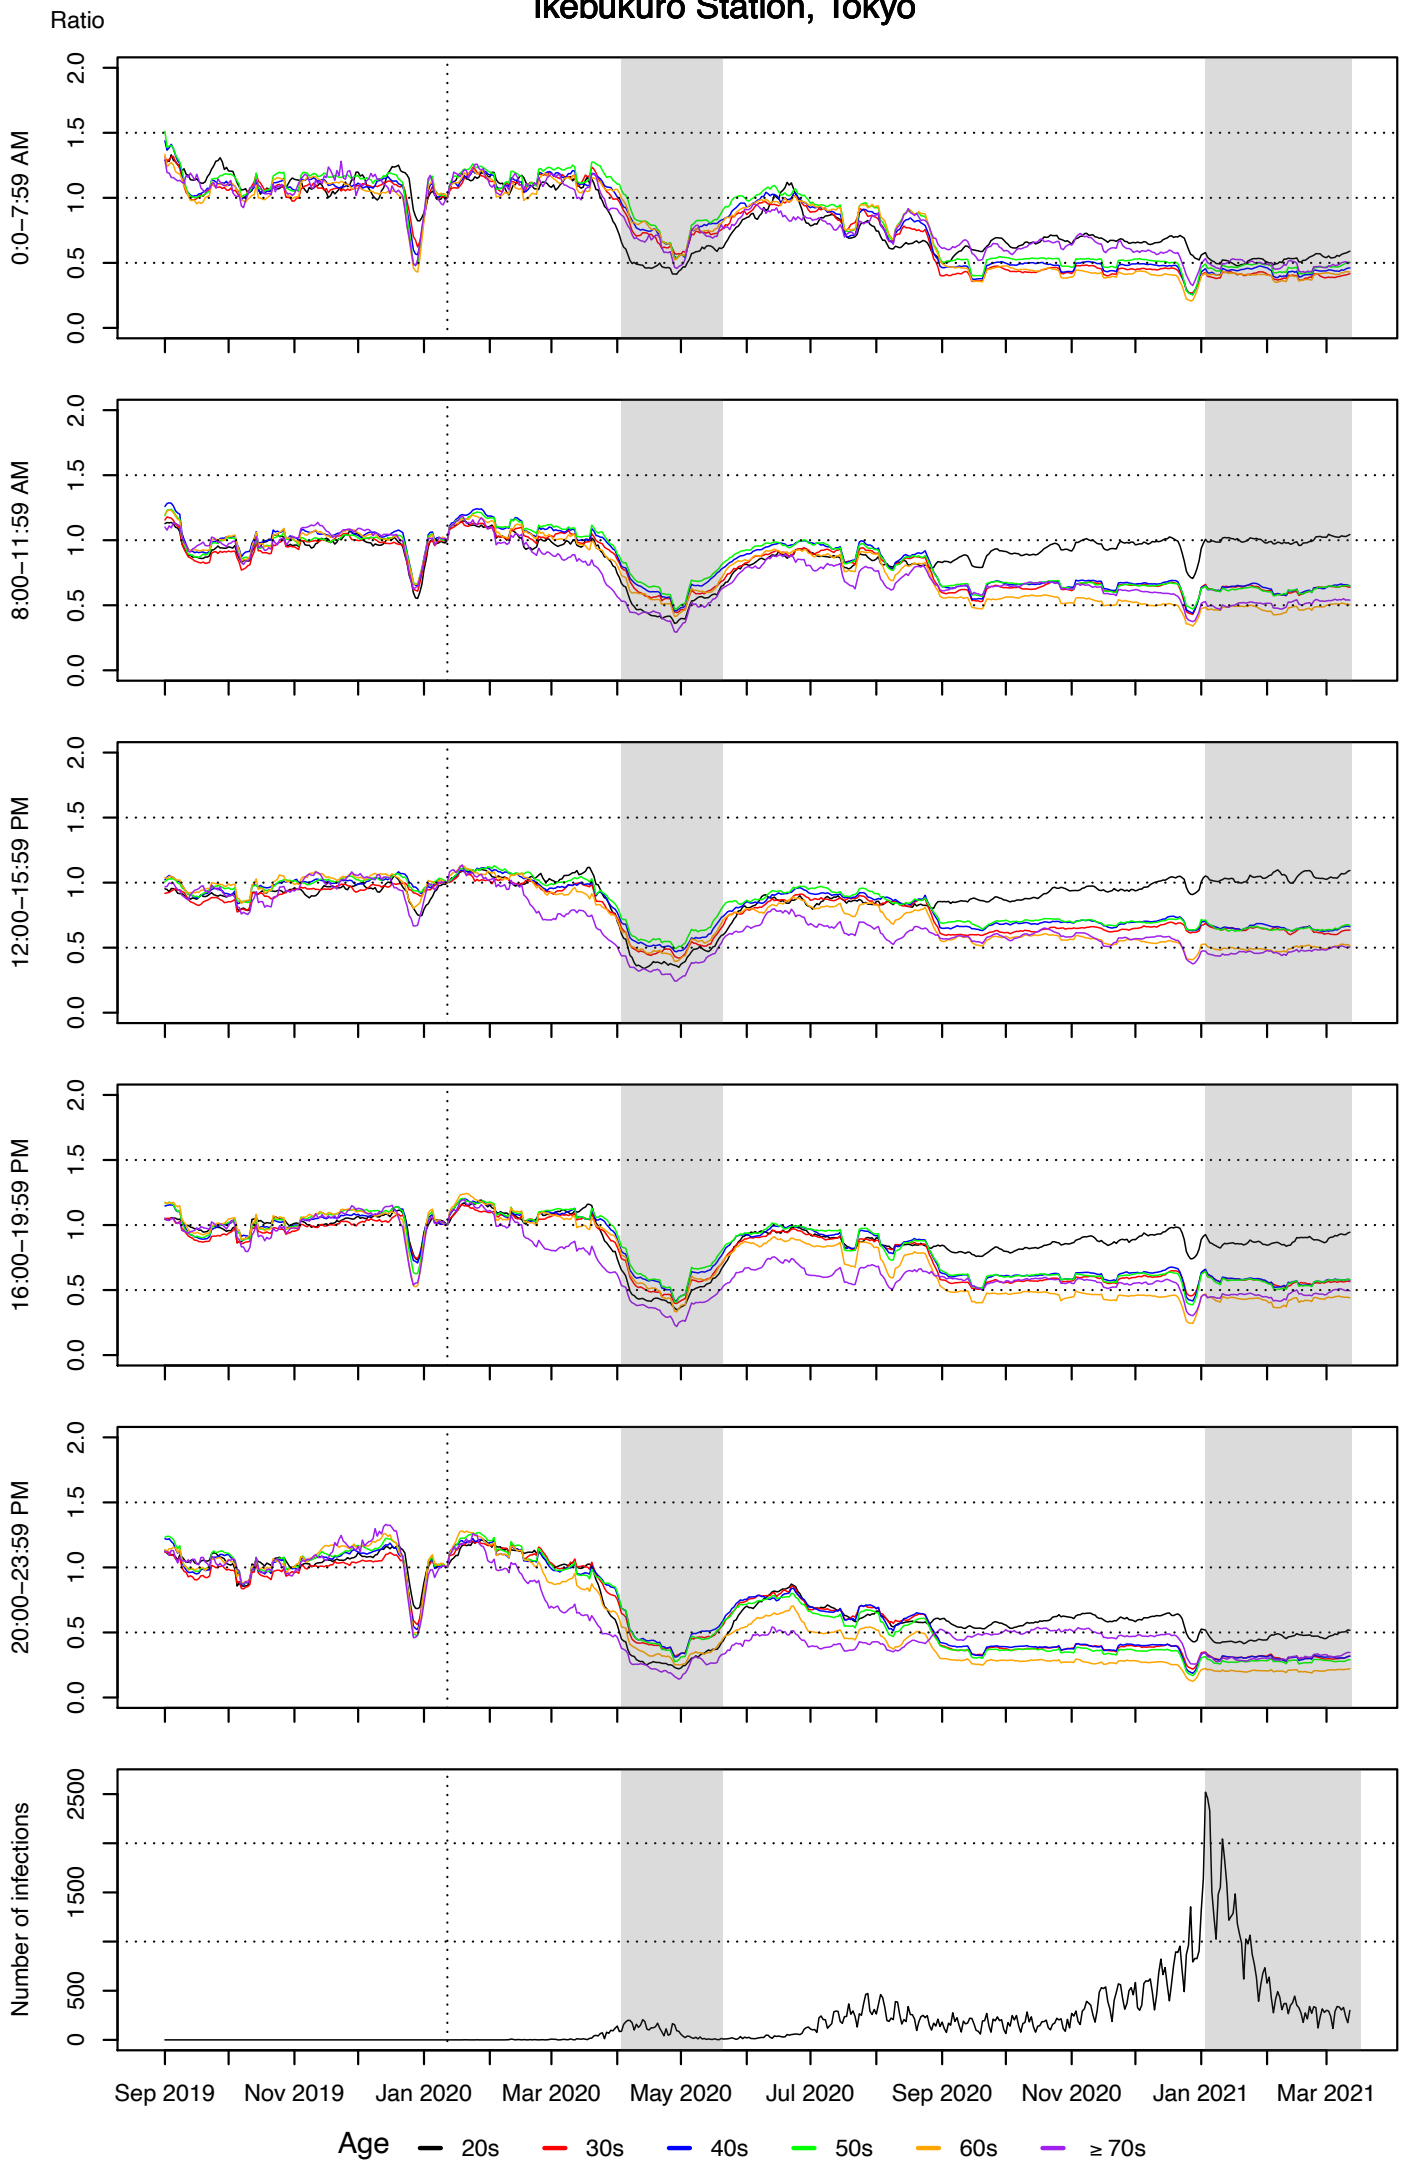 Ikebukuro Station, Tokyo
Ratio
0:0–7:59 AM
0.0 0.5 1.0 1.5 2.0
8:00–11:59 AM
0.0 0.5 1.0 1.5 2.0
12:00–15:59 PM
0.0 0.5 1.0 1.5 2.0
16:00–19:59 PM
0.0 0.5 1.0 1.5 2.0
20:00–23:59 PM
0.0 0.5 1.0 1.5 2.0
Number of infections
0 500 1500 2500
Sep 2019 Nov 2019 Jan 2020 Mar 2020 May 2020 Jul 2020 Sep 2020 Nov 2020 Jan 2021 Mar 2021
Age 20s 30s 40s 50s 60s ≥ 70s